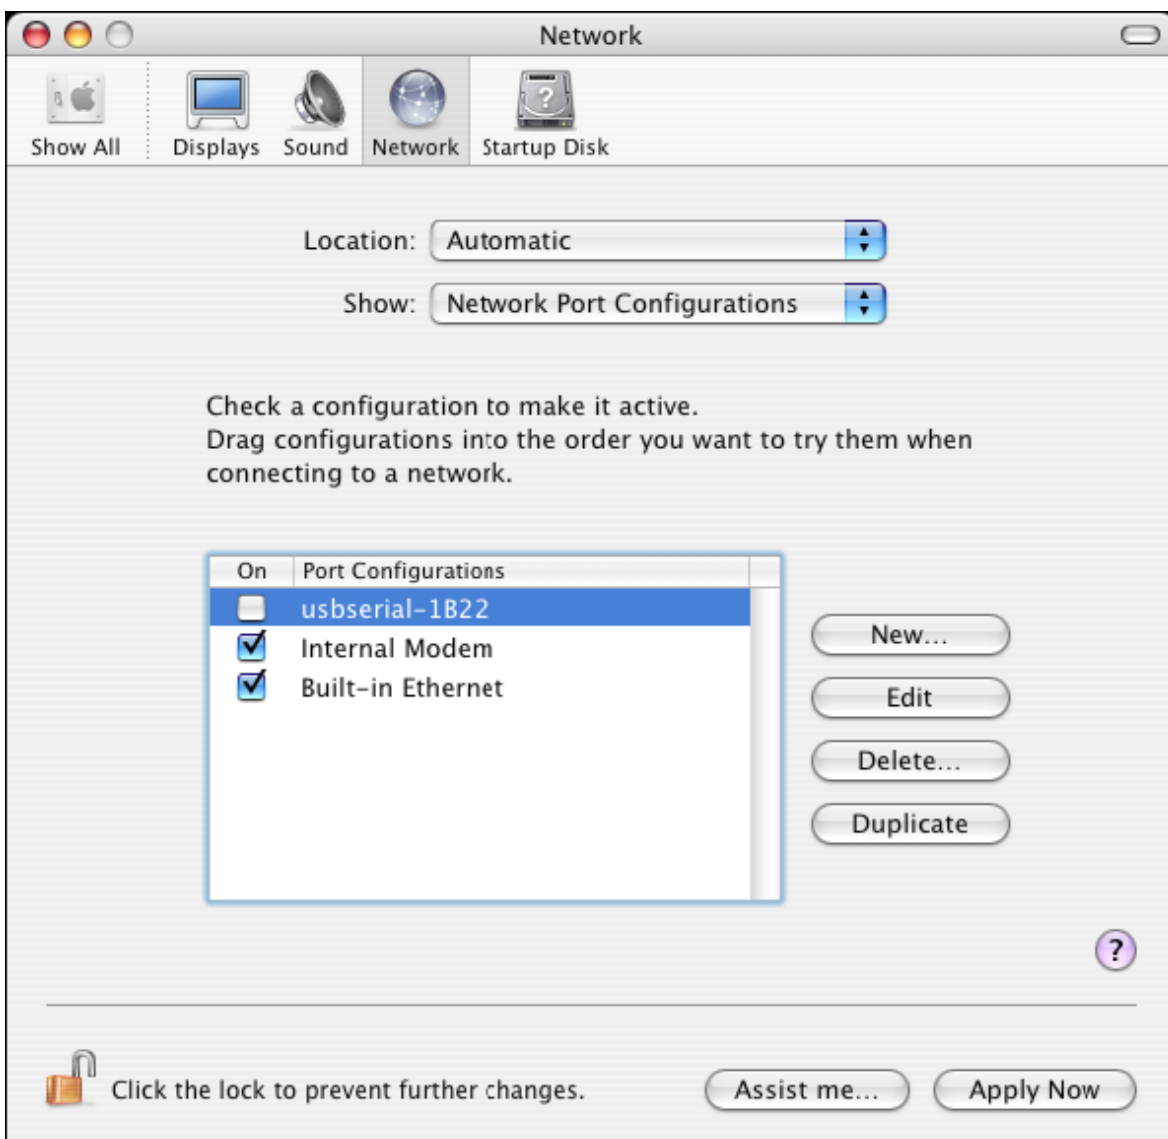 Network
Show All Displays Sound Network Startup Disk
Location: Automatic
Show: Network Port Configurations
Check a configuration to make it active.
Drag configurations into the order you want to try them when
connecting to a network.
On Port Configurations
usbserial-1B22
Internal Modem
Built-in Ethernet
New...
Edit
Delete...
Duplicate
?
Click the lock to prevent further changes. Assist me... Apply Now